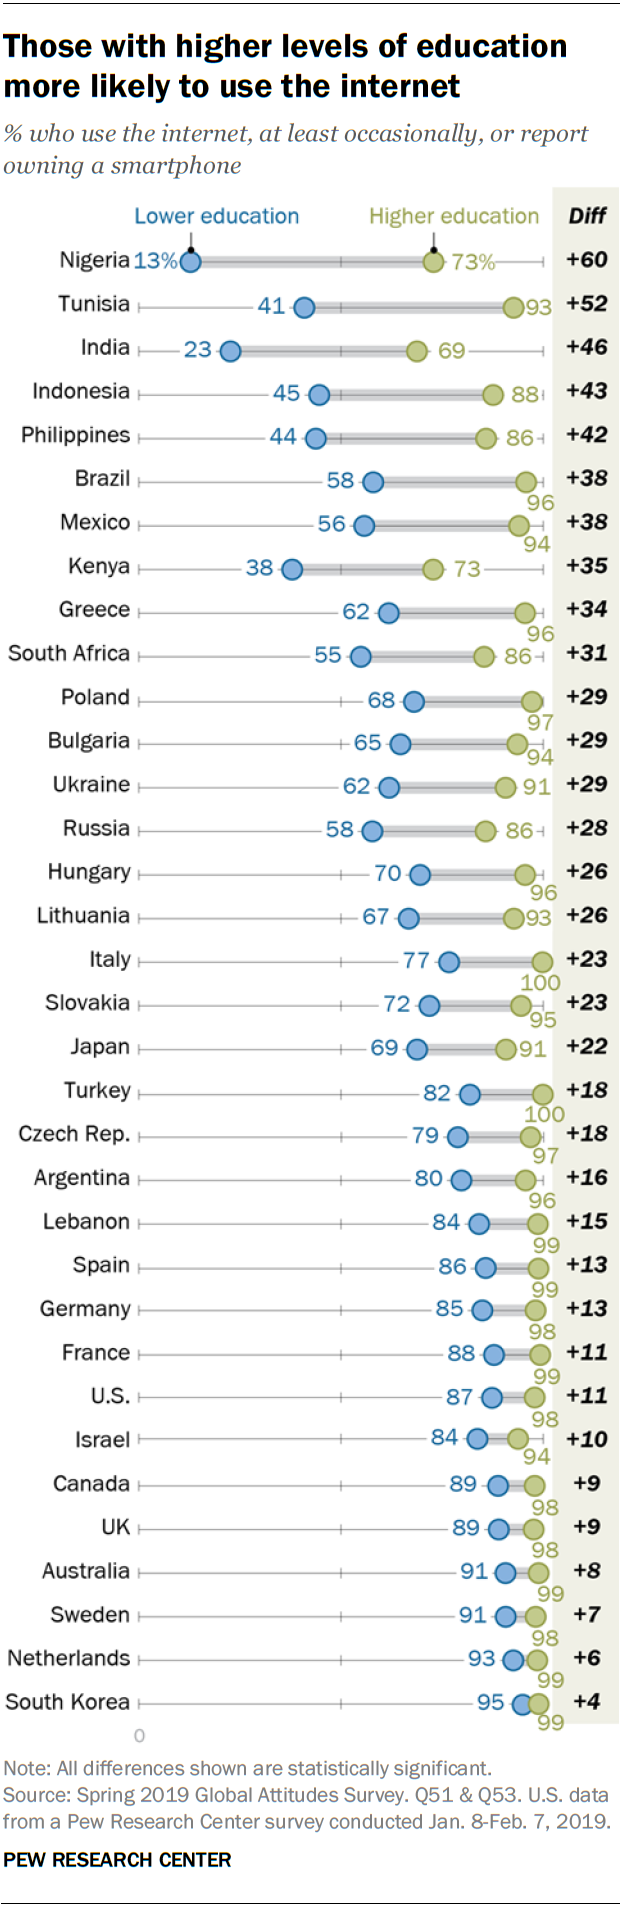 Those with higher levels of education
more likely to use the internet
% who use the internet, at least occasionally, or report
owning a smartphone
Lower education Higher education Diff
Nigeria 13% 73% +60
Tunisia 41 93 +52
India 23 69 +46
Indonesia 45 88 +43
Philippines 44 86 +42
Brazil 58 96 +38
Mexico 56 94 +38
Kenya 38 73 +35
Greece 62 96 +34
South Africa 55 86 +31
Poland 68 97 +29
Bulgaria 65 94 +29
Ukraine 62 91 +29
Russia 58 86 +28
Hungary 70 96 +26
Lithuania 67 93 +26
Italy 77 100 +23
Slovakia 72 95 +23
Japan 69 91 +22
Turkey 82 100 +18
Czech Rep. 79 97 +18
Argentina 80 96 +16
Lebanon 84 99 +15
Spain 86 99 +13
Germany 85 98 +13
France 88 99 +11
U.S. 87 98 +11
Israel 84 94 +10
Canada 89 98 +9
UK 89 98 +9
Australia 91 99 +8
Sweden 91 98 +7
Netherlands 93 99 +6
South Korea 95 99 +4
0
Note: All differences shown are statistically significant.
Source: Spring 2019 Global Attitudes Survey. Q51 & Q53. U.S. data
from a Pew Research Center survey conducted Jan. 8-Feb. 7, 2019.
PEW RESEARCH CENTER